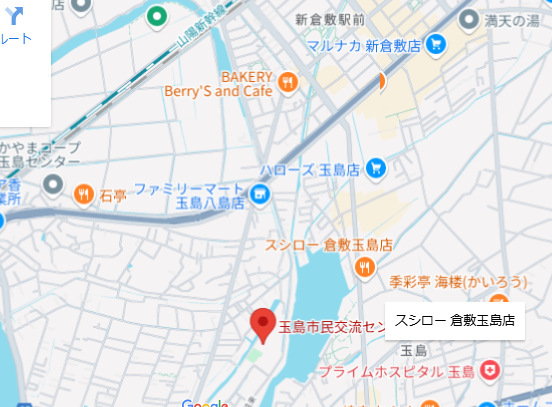 ルート
山陽新幹線
新倉敷駅前
満天の湯
マルナカ 新倉敷店
BAKERY
Berry'S and Cafe
かやまコープ
玉島センター
ハローズ 玉島店
石亭
ファミリーマート
玉島八島店
スシロー 倉敷玉島店
季彩亭 海楼(かいろう)
スシロー 倉敷玉島店
玉島市民交流セン
玉島
プライムホスピタル 玉島
Google